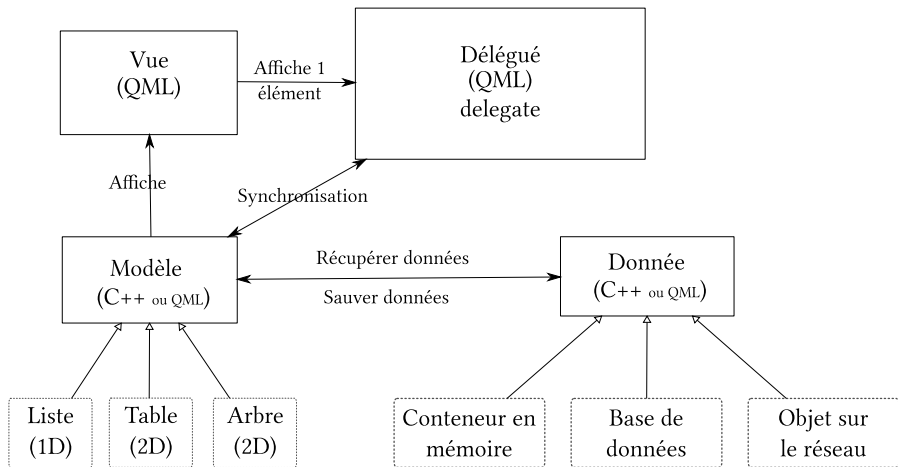 Vue
(QML)
Affiche 1
élément
Délégué
(QML)
delegate
Affiche
Synchronisation
Modèle
(C++ ou QML)
Récupérer données
Sauver données
Donnée
(C++ ou QML)
Liste
(1D)
Table
(2D)
Arbre
(2D)
Conteneur en
mémoire
Base de
données
Objet sur
le réseau